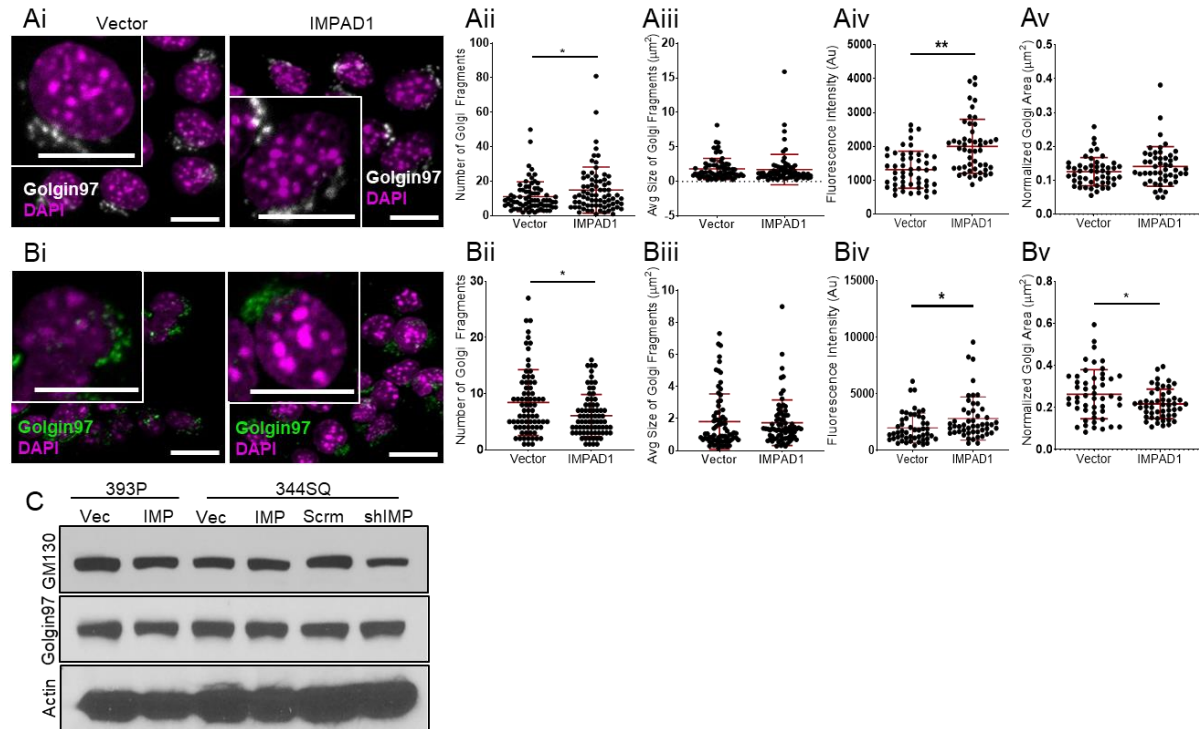 Ai
Vector
IMPAD1
Golgin97
DAPI
Golgin97
DAPI
Aii
Number of Golgi Fragments
100
80
60
40
20
0
*
Vector
IMPAD1
Aiii
Avg Size of Golgi Fragments (μm²)
20
15
10
5
0
-5
Vector
IMPAD1
Aiv
Fluorescence Intensity (Au)
5000
4000
3000
2000
1000
0
**
Vector
IMPAD1
Av
Normalized Golgi Area (μm²)
0.5
0.4
0.3
0.2
0.1
0.0
Vector
IMPAD1
Bi
Golgin97
DAPI
Golgin97
DAPI
Bii
Number of Golgi Fragments
30
20
10
0
*
Vector
IMPAD1
Biii
Avg Size of Golgi Fragments (μm²)
10
8
6
4
2
0
Vector
IMPAD1
Biv
Fluorescence Intensity (Au)
15000
10000
5000
0
*
Vector
IMPAD1
Bv
Normalized Golgi Area (μm²)
0.8
0.6
0.4
0.2
0.0
*
Vector
IMPAD1
C
393P
344SQ
Vec
IMP
Vec
IMP
Scrm
shIMP
GM130
Golgin97
Actin